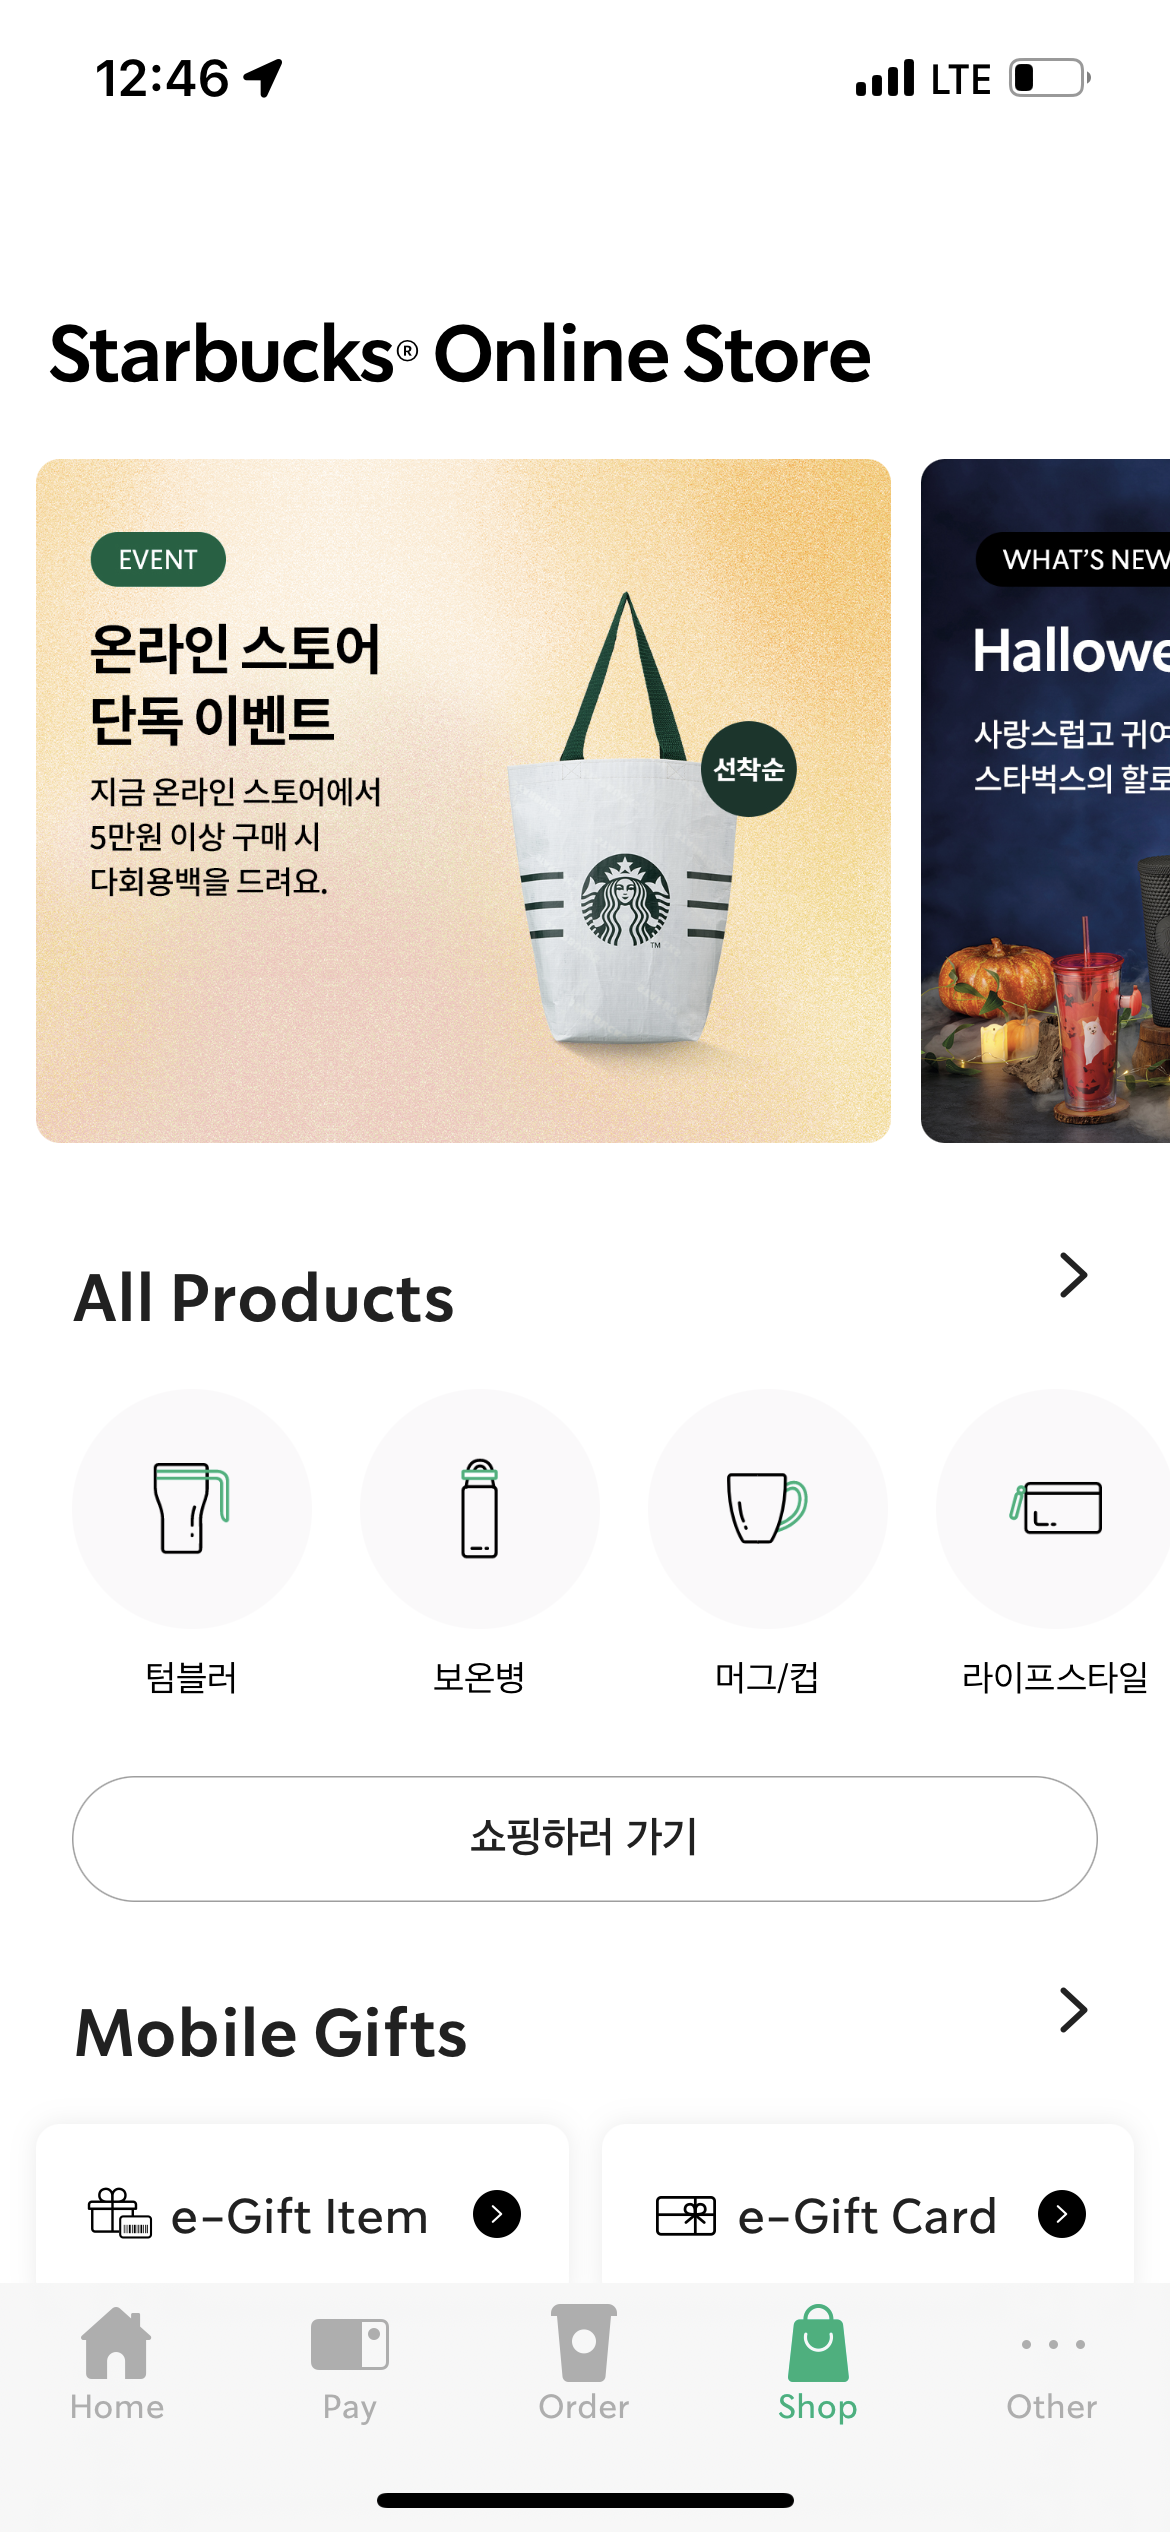 12:46
LTE
Starbucks® Online Store
EVENT
온라인 스토어
단독 이벤트
지금 온라인 스토어에서
5만원 이상 구매 시
다회용백을 드려요.
선착순
TM
WHAT'S NEW
Hallowe
사랑스럽고 귀여
스타벅스의 할로
All Products
텀블러
보온병
머그/컵
라이프스타일
쇼핑하러 가기
Mobile Gifts
e-Gift Item
e-Gift Card
Home
Pay
Order
Shop
Other